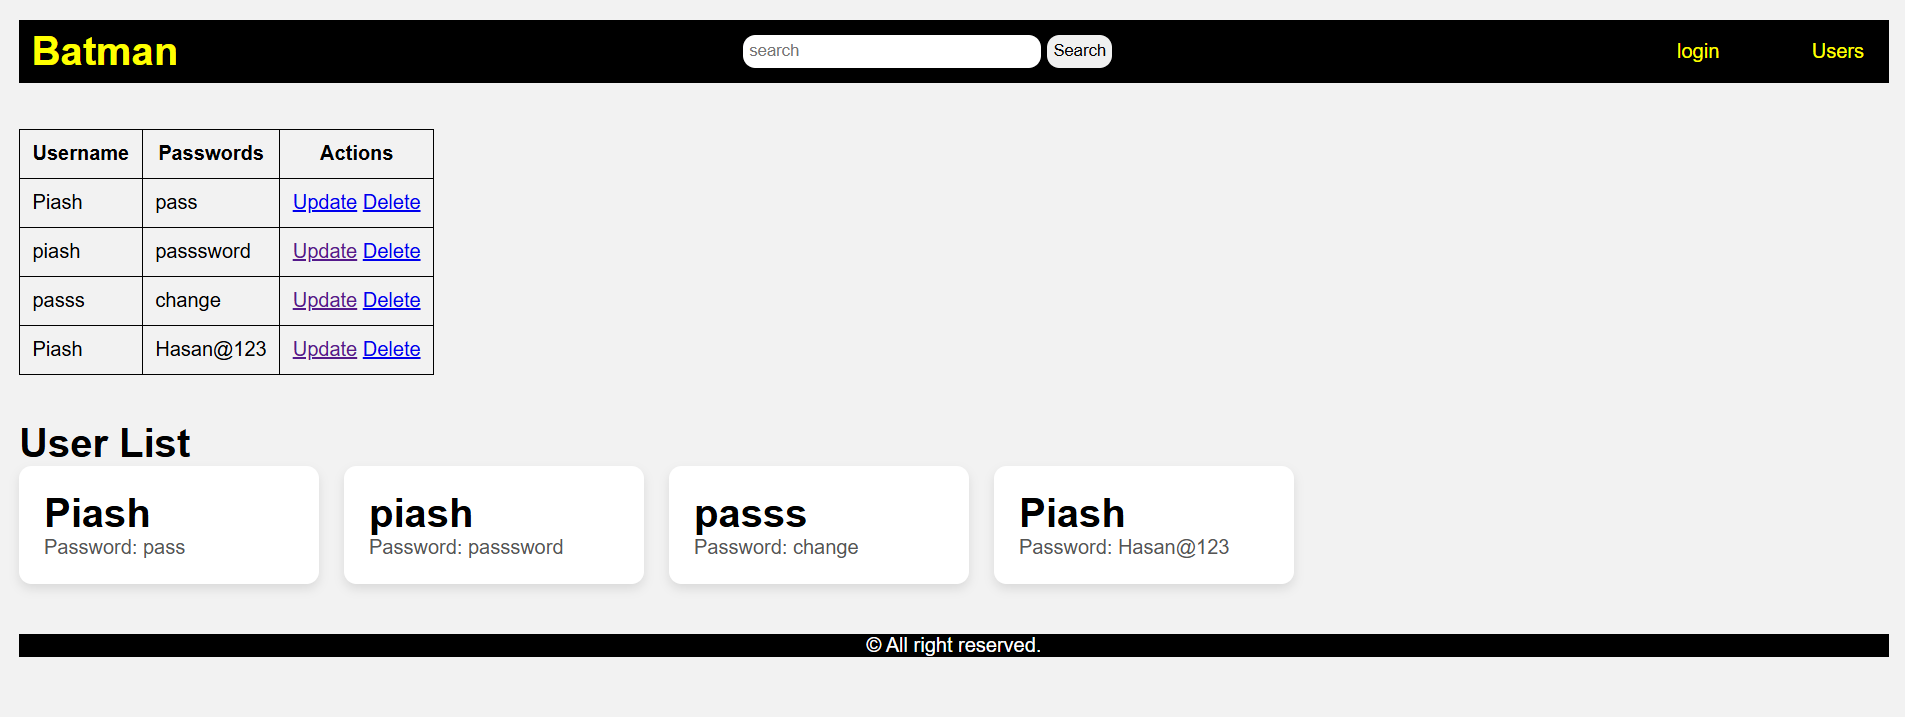 Batman search Search login Users
Username Passwords Actions
Piash pass Update Delete
piash passsword Update Delete
passs change Update Delete
Piash Hasan@123 Update Delete
User List
Piash piash passs Piash
Password: pass Password: passsword Password: change Password: Hasan@123
© All right reserved.